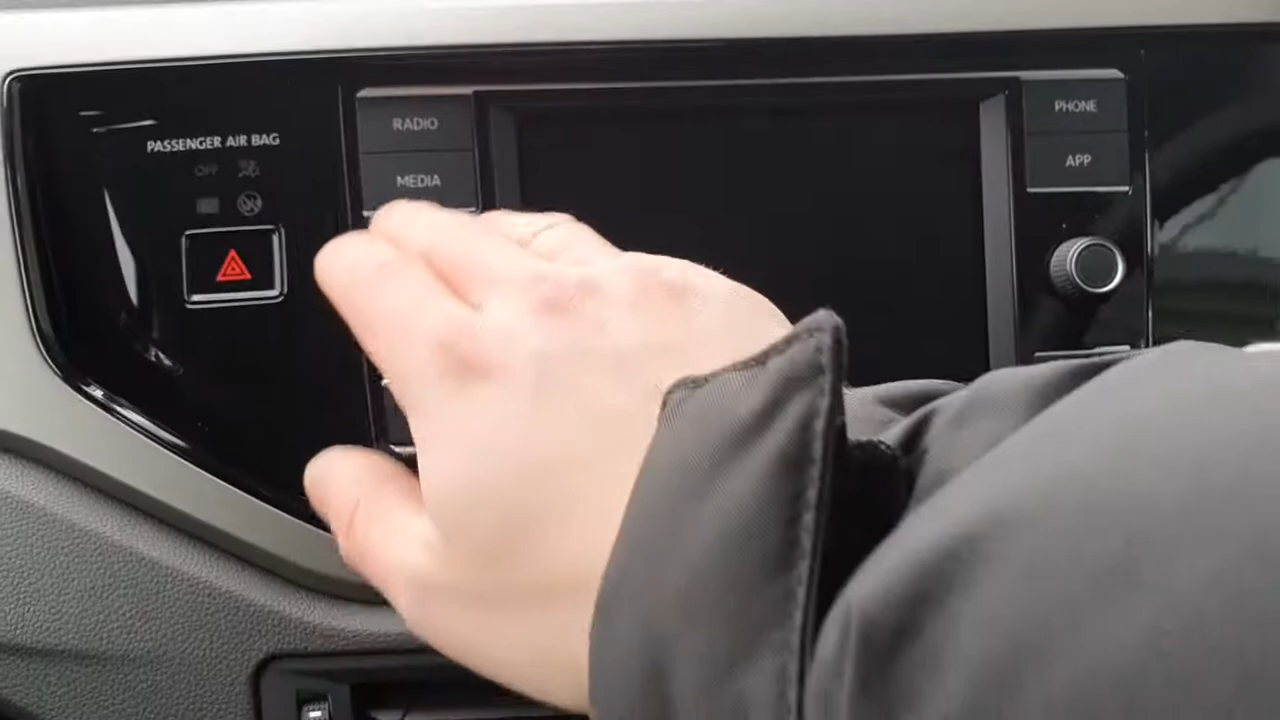 PASSENGER AIR BAG
OFF
RADIO
MEDIA
PHONE
APP